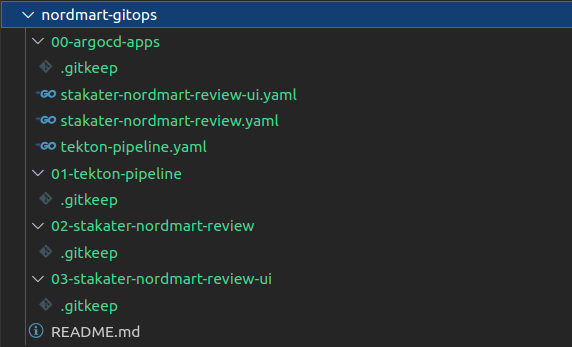 nordmart-gitops
00-argocd-apps
.gitkeep
GO stakater-nordmart-review-ui.yaml
GO stakater-nordmart-review.yaml
GO tekton-pipeline.yaml
01-tekton-pipeline
.gitkeep
02-stakater-nordmart-review
.gitkeep
03-stakater-nordmart-review-ui
.gitkeep
README.md